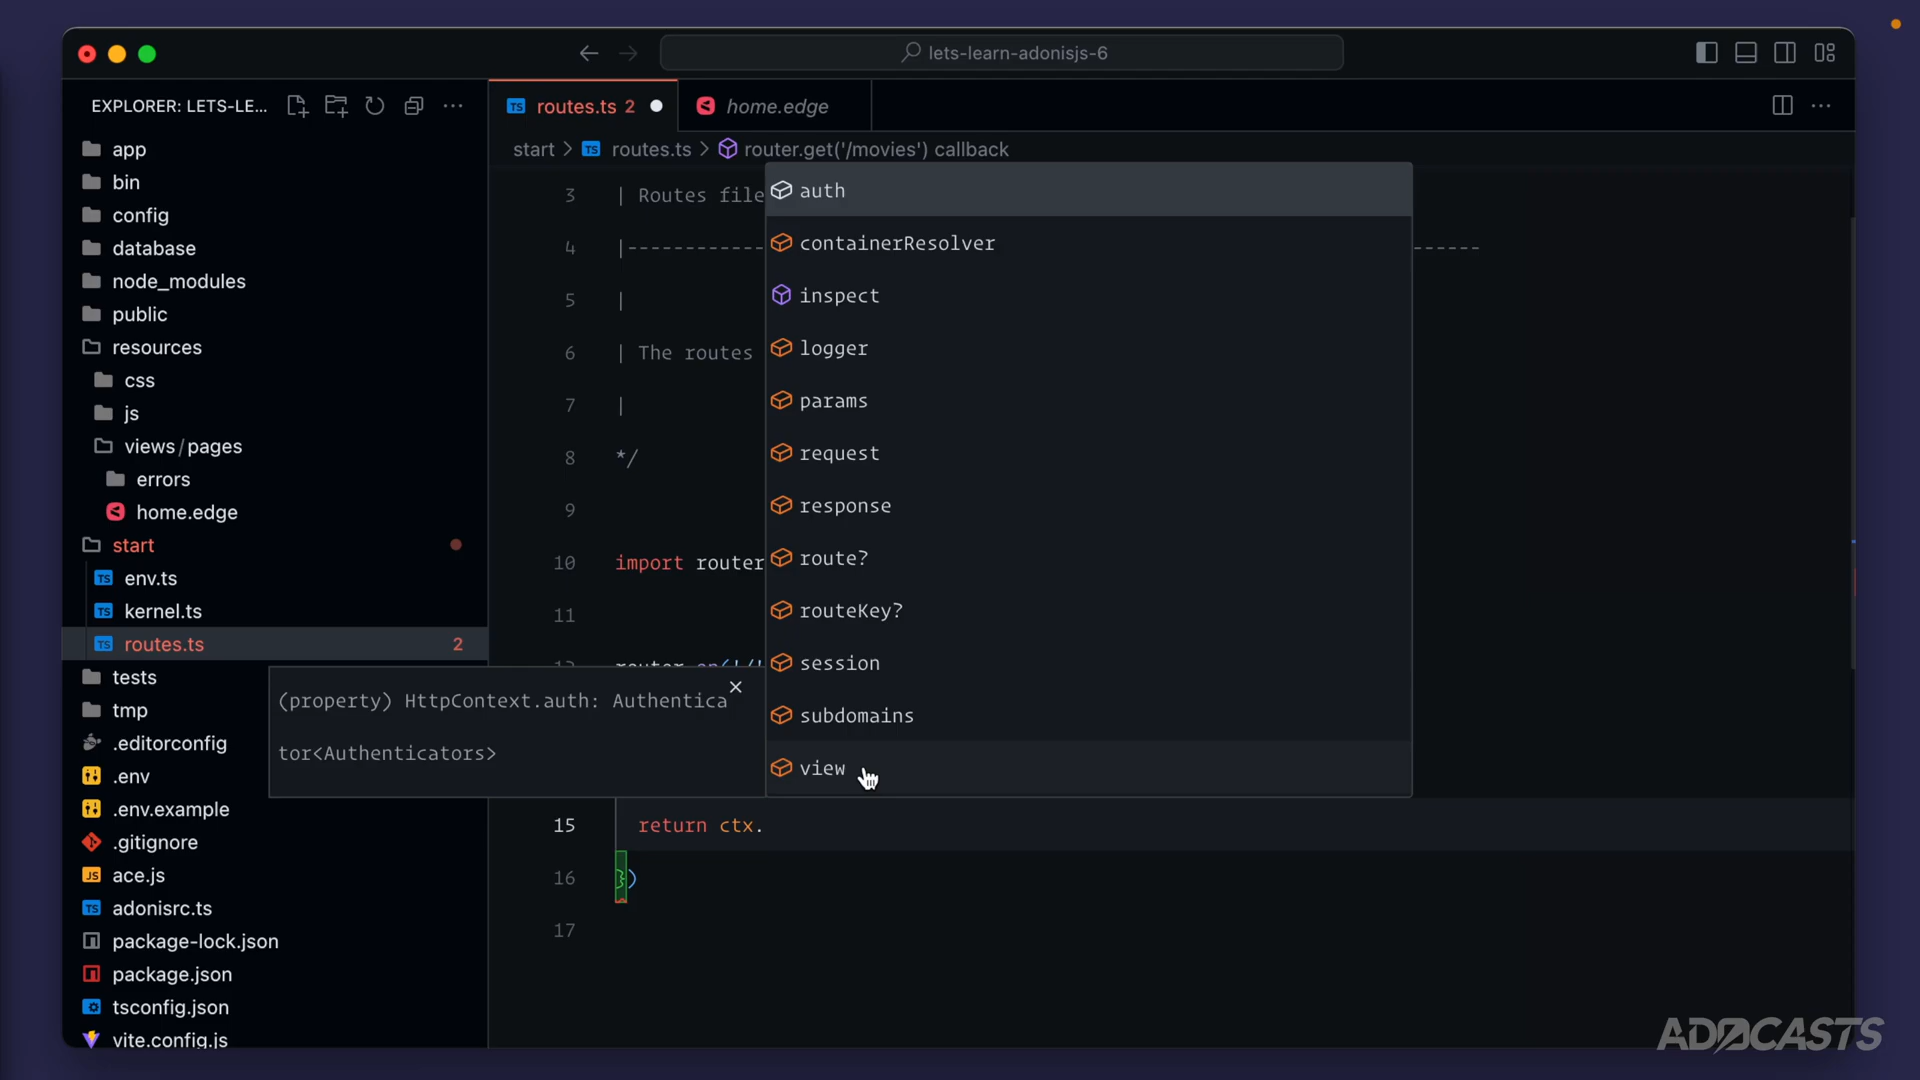 lets-learn-adonisjs-6
EXPLORER: LETS-LE...
app
bin
config
database
node_modules
public
resources
css
js
views/pages
errors
home.edge
start
env.ts
kernel.ts
routes.ts 2
tests
tmp
.editorconfig
.env
.env.example
.gitignore
ace.js
adonisrc.ts
package-lock.json
package.json
tsconfig.json
vite.config.js
routes.ts 2
home.edge
start > TS routes.ts > router.get('/movies') callback
3 | Routes file
4 |------------ ------
5 |
6 | The routes
7 |
8 */
9
10 import router
11
auth
containerResolver
inspect
logger
params
request
response
route?
routeKey?
session
subdomains
view
(property) HttpContext.auth: Authentica
tor<Authenticators>
15 return ctx.
16 })
17
ADOCASTS